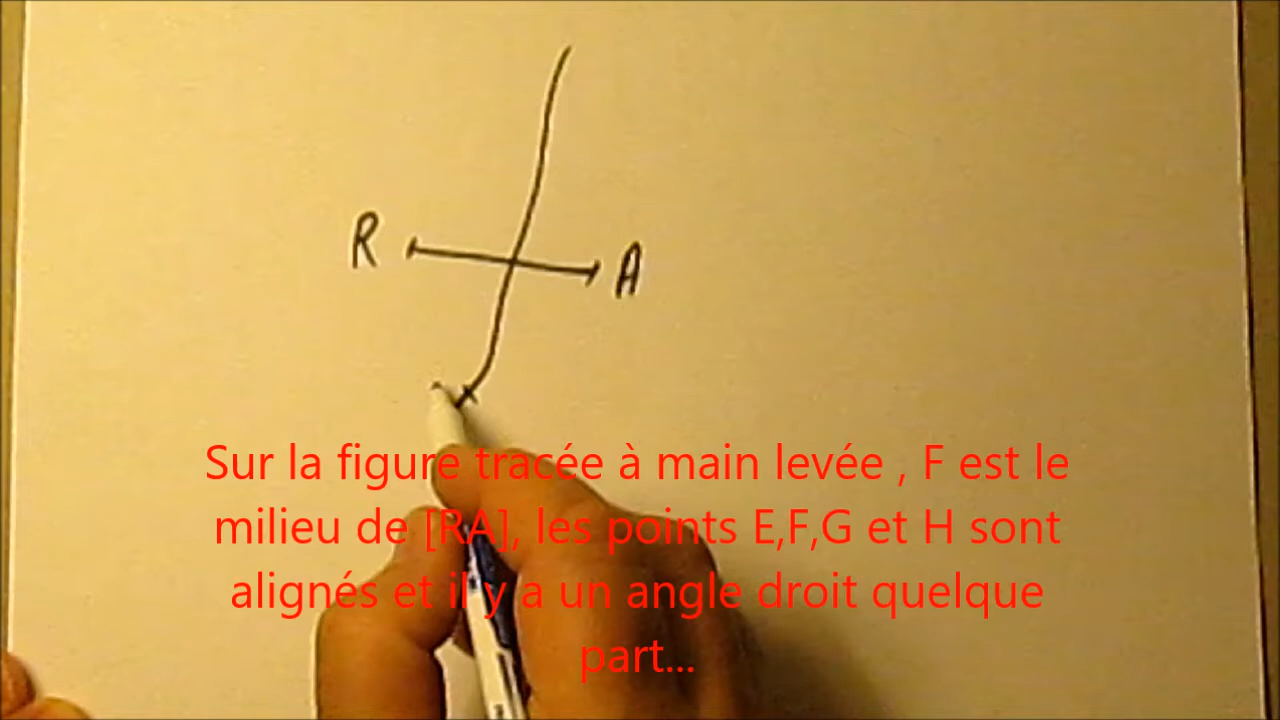 R
A
Sur la figure tracée à main levée , F est le
milieu de [RA], les points E,F,G et H sont
alignés et il y a un angle droit quelque
part...